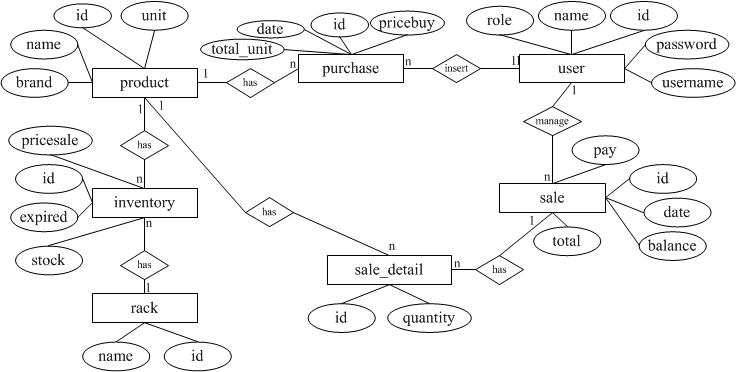 id
unit
date
id
pricebuy
role
name
id
name
total_unit
password
brand
product
1
has
n
purchase
n
insert
11
user
username
1
1
1
manage
pricesale
has
pay
n
n
id
id
inventory
sale
expired
n
has
1
date
stock
n
total
balance
has
sale_detail
n
has
1
rack
id
quantity
name
id